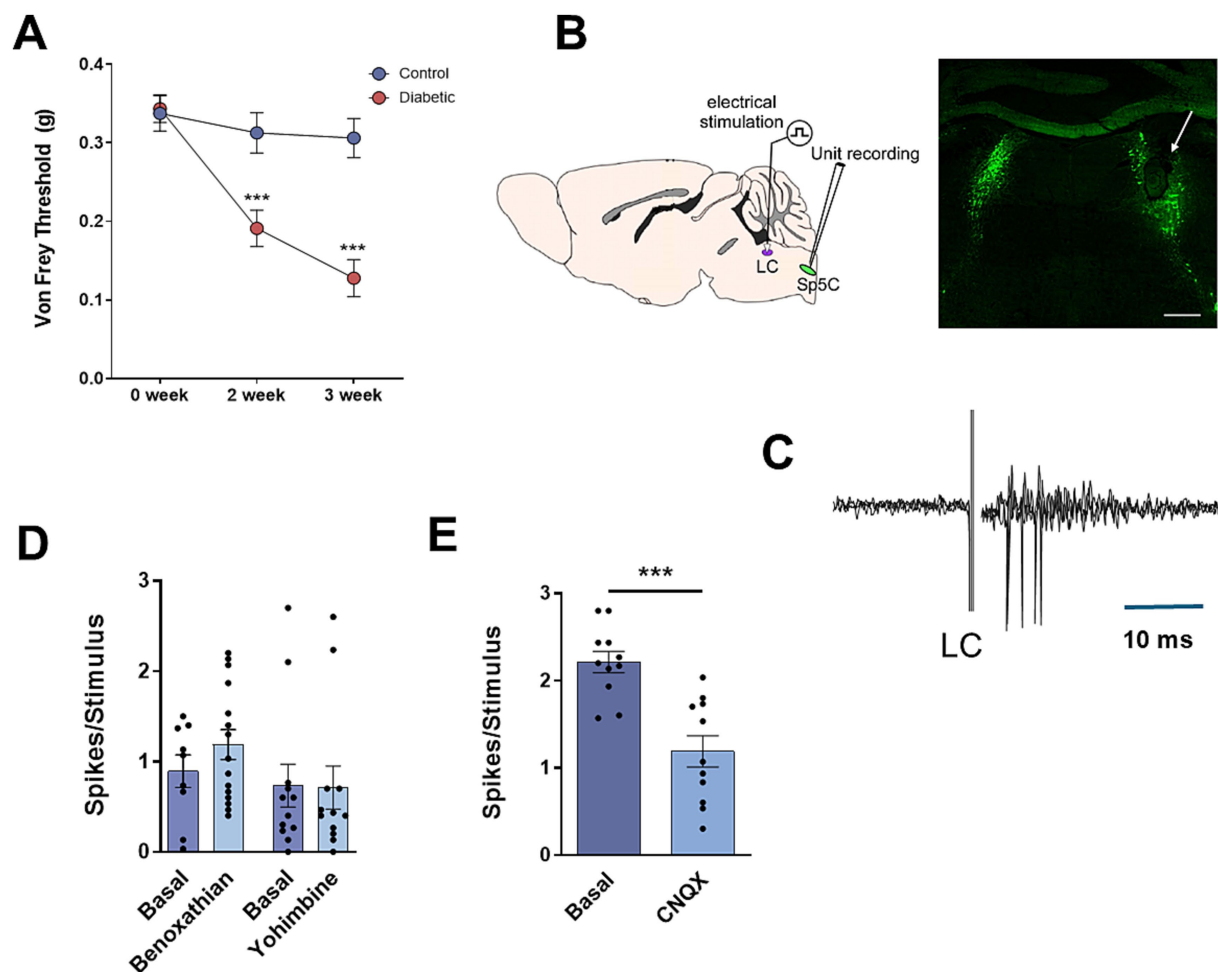 A
0.4
0.3
0.2
0.1
0.0
Von Frey Threshold (g)
Control
Diabetic
***
***
0 week
2 week
3 week
B
electrical
stimulation
Unit recording
LC
Sp5C
C
LC
10 ms
D
3
2
1
0
Spikes/Stimulus
Basal
Benoxathian
Basal
Yohimbine
E
***
3
2
1
0
Spikes/Stimulus
Basal
CNQX